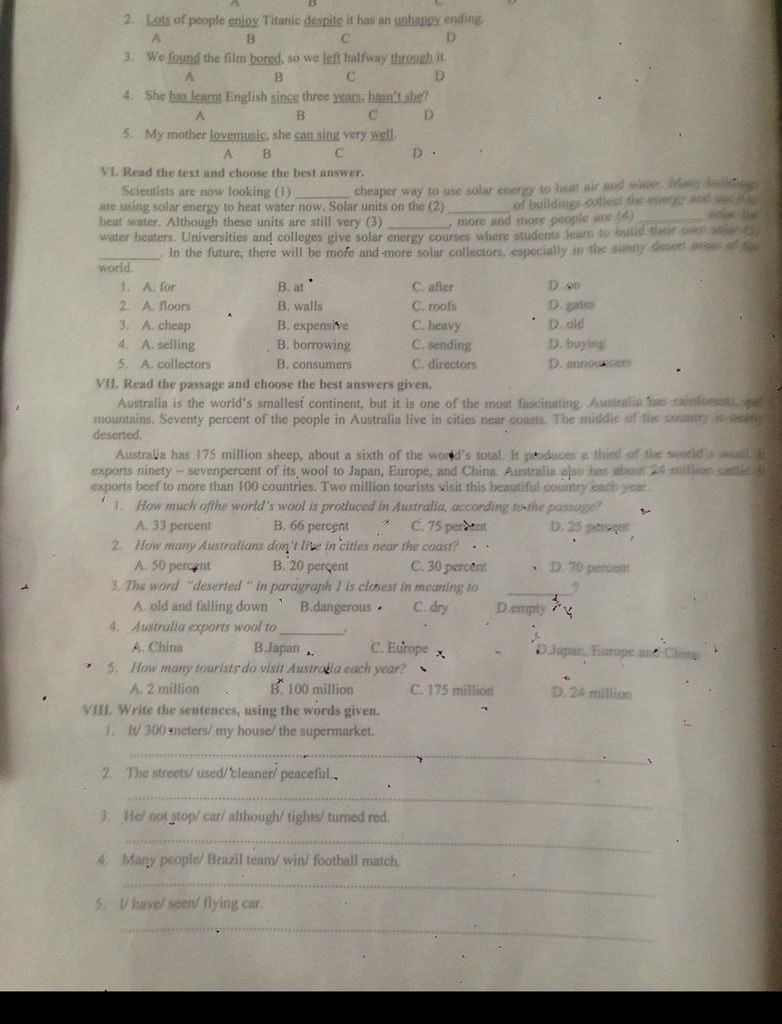 A B C D
2. Lots of people enjoy Titanic despite it has an unhappy ending.
A B C D
3. We found the film bored, so we left halfway through it.
A B C D
4. She has learnt English since three years, hasn't she?
A B C D
5. My mother lovemusic, she can sing very well.
A B C D
VI. Read the text and choose the best answer.
Scientists are now looking (1) ________ cheaper way to use solar energy to heat air and water. Many buildings
are using solar energy to heat water now. Solar units on the (2) ________ of buildings collect the energy and use it to
heat water. Although these units are still very (3) ________, more and more people are (4) ________ solar
water heaters. Universities and colleges give solar energy courses where students learn to build their own solar (5)
________. In the future, there will be more and more solar collectors, especially in the sunny desert areas of the
world.
1. A. for B. at C. after D. on
2. A. floors B. walls C. roofs D. gates
3. A. cheap B. expensive C. heavy D. old
4. A. selling B. borrowing C. sending D. buying
5. A. collectors B. consumers C. directors D. announcers
VII. Read the passage and choose the best answers given.
Australia is the world's smallest continent, but it is one of the most fascinating. Australia has rainforests, and
mountains. Seventy percent of the people in Australia live in cities near coasts. The middle of the country is nearly
deserted.
Australia has 175 million sheep, about a sixth of the world's total. It produces a third of the world's wool. It
exports ninety – sevenpercent of its wool to Japan, Europe, and China. Australia also has about 24 million cattle. It
exports beef to more than 100 countries. Two million tourists visit this beautiful country each year.
1. How much ofthe world's wool is produced in Australia, according to the passage?
A. 33 percent B. 66 percent C. 75 percent D. 25 percent
2. How many Australians don't live in cities near the coast?
A. 50 percent B. 20 percent C. 30 percent D. 70 percent
3. The word "deserted " in paragraph 1 is closest in meaning to ________?
A. old and falling down B.dangerous C. dry D.empty
4. Australia exports wool to ________.
A. China B.Japan C. Europe D.Japan, Europe and China
5. How many tourists do visit Australia each year?
A. 2 million B. 100 million C. 175 million D. 24 million
VIII. Write the sentences, using the words given.
1. It/ 300 meters/ my house/ the supermarket.
2. The streets/ used/ cleaner/ peaceful.
3. He/ not stop/ car/ although/ tights/ turned red.
4. Many people/ Brazil team/ win/ football match.
5. I/ have/ seen/ flying car.